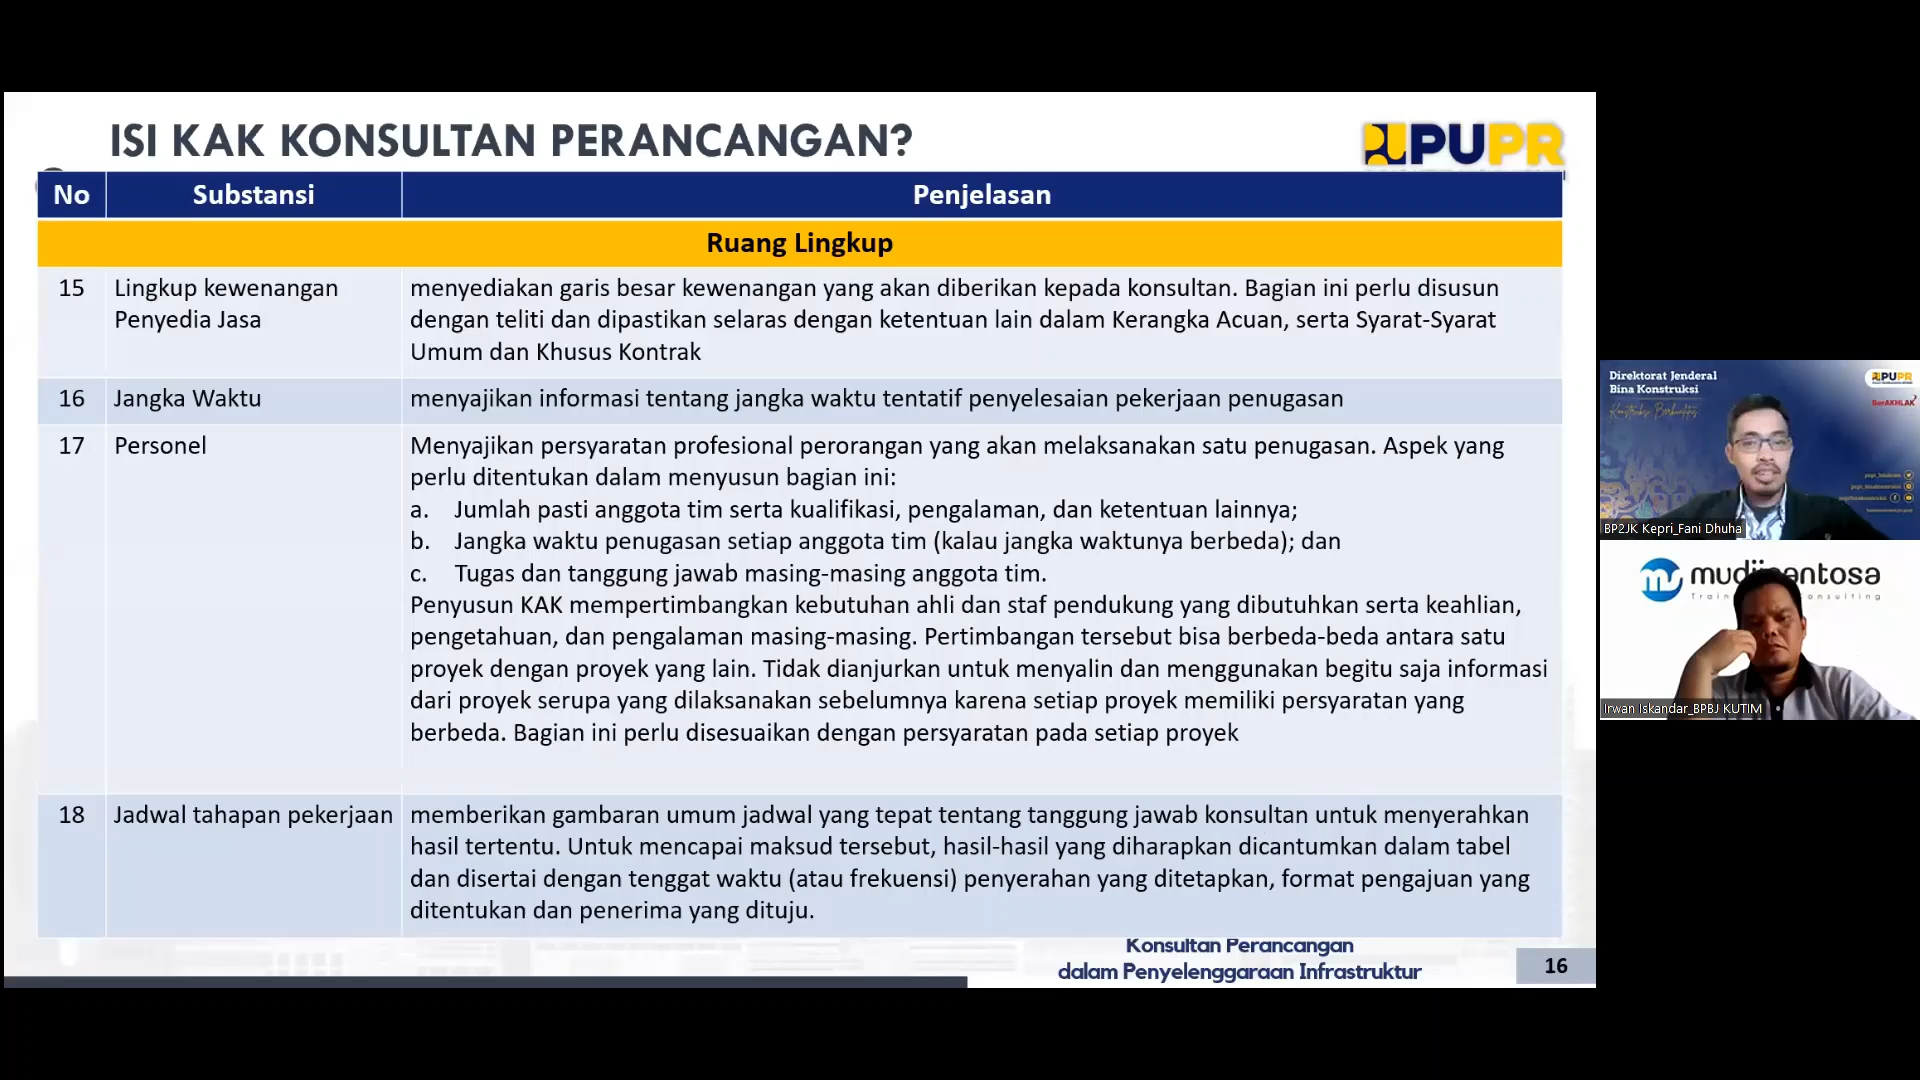 ISI KAK KONSULTAN PERANCANGAN?
PUPR
No Substansi Penjelasan
Ruang Lingkup
15 Lingkup kewenangan Penyedia Jasa
menyediakan garis besar kewenangan yang akan diberikan kepada konsultan. Bagian ini perlu disusun
dengan teliti dan dipastikan selaras dengan ketentuan lain dalam Kerangka Acuan, serta Syarat-Syarat
Umum dan Khusus Kontrak
16 Jangka Waktu
menyajikan informasi tentang jangka waktu tentatif penyelesaian pekerjaan penugasan
17 Personel
Menyajikan persyaratan profesional perorangan yang akan melaksanakan satu penugasan. Aspek yang
perlu ditentukan dalam menyusun bagian ini:
a. Jumlah pasti anggota tim serta kualifikasi, pengalaman, dan ketentuan lainnya;
b. Jangka waktu penugasan setiap anggota tim (kalau jangka waktunya berbeda); dan
c. Tugas dan tanggung jawab masing-masing anggota tim.
Penyusun KAK mempertimbangkan kebutuhan ahli dan staf pendukung yang dibutuhkan serta keahlian,
pengetahuan, dan pengalaman masing-masing. Pertimbangan tersebut bisa berbeda-beda antara satu
proyek dengan proyek yang lain. Tidak dianjurkan untuk menyalin dan menggunakan begitu saja informasi
dari proyek serupa yang dilaksanakan sebelumnya karena setiap proyek memiliki persyaratan yang
berbeda. Bagian ini perlu disesuaikan dengan persyaratan pada setiap proyek
18 Jadwal tahapan pekerjaan
memberikan gambaran umum jadwal yang tepat tentang tanggung jawab konsultan untuk menyerahkan
hasil tertentu. Untuk mencapai maksud tersebut, hasil-hasil yang diharapkan dicantumkan dalam tabel
dan disertai dengan tenggat waktu (atau frekuensi) penyerahan yang ditetapkan, format pengajuan yang
ditentukan dan penerima yang dituju.
Konsultan Perancangan
dalam Penyelenggaraan Infrastruktur
16
Direktorat Jenderal
Bina Konstruksi
Konstruksi Berkualitas
PUPR
BerAKHLAK
BP2JK Kepri_Fani Dhuha
Irwan Iskandar_BPBJ KUTIM